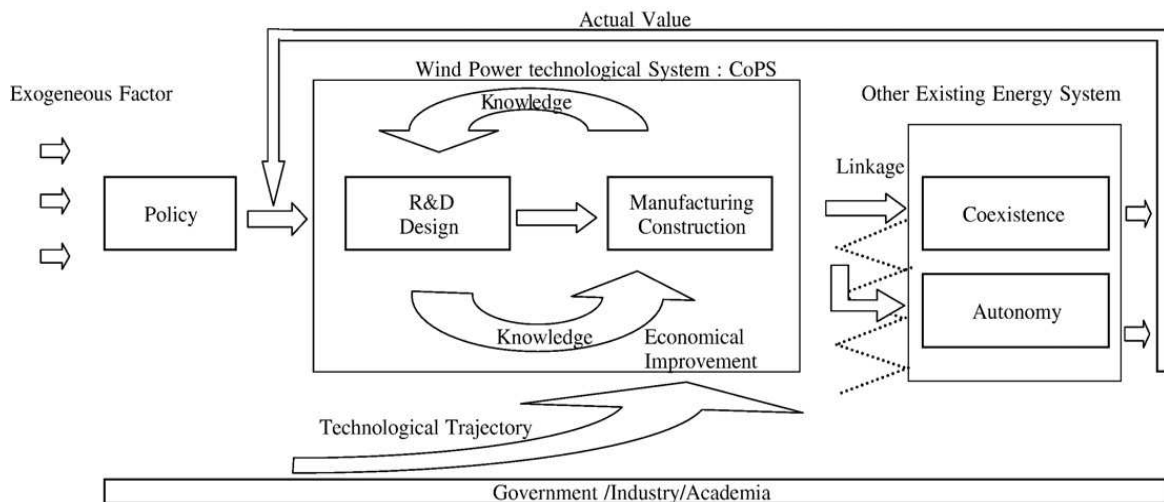 Actual Value
Wind Power technological System : CoPS
Exogeneous Factor
Other Existing Energy System
Knowledge
Linkage
Policy
R&D
Design
Manufacturing
Construction
Coexistence
Autonomy
Knowledge
Economical
Improvement
Technological Trajectory
Government /Industry/Academia